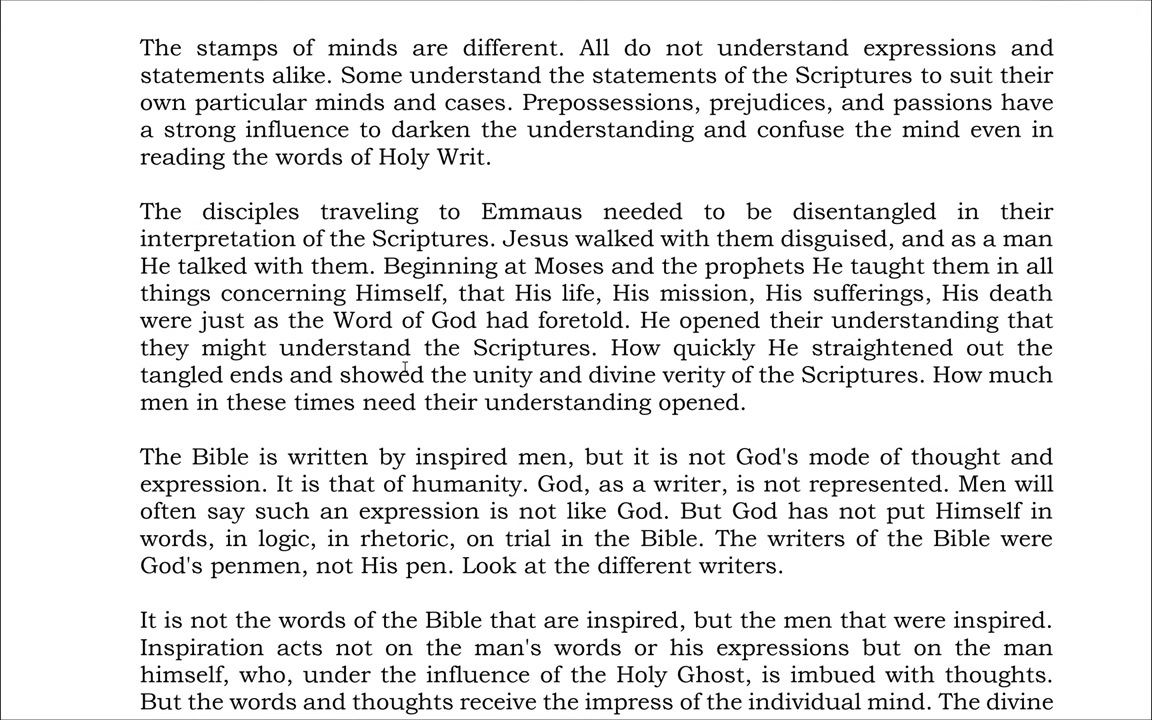 The stamps of minds are different. All do not understand expressions and
statements alike. Some understand the statements of the Scriptures to suit their
own particular minds and cases. Prepossessions, prejudices, and passions have
a strong influence to darken the understanding and confuse the mind even in
reading the words of Holy Writ.
The disciples traveling to Emmaus needed to be disentangled in their
interpretation of the Scriptures. Jesus walked with them disguised, and as a man
He talked with them. Beginning at Moses and the prophets He taught them in all
things concerning Himself, that His life, His mission, His sufferings, His death
were just as the Word of God had foretold. He opened their understanding that
they might understand the Scriptures. How quickly He straightened out the
tangled ends and showed the unity and divine verity of the Scriptures. How much
men in these times need their understanding opened.
The Bible is written by inspired men, but it is not God's mode of thought and
expression. It is that of humanity. God, as a writer, is not represented. Men will
often say such an expression is not like God. But God has not put Himself in
words, in logic, in rhetoric, on trial in the Bible. The writers of the Bible were
God's penmen, not His pen. Look at the different writers.
It is not the words of the Bible that are inspired, but the men that were inspired.
Inspiration acts not on the man's words or his expressions but on the man
himself, who, under the influence of the Holy Ghost, is imbued with thoughts.
But the words and thoughts receive the impress of the individual mind. The divine